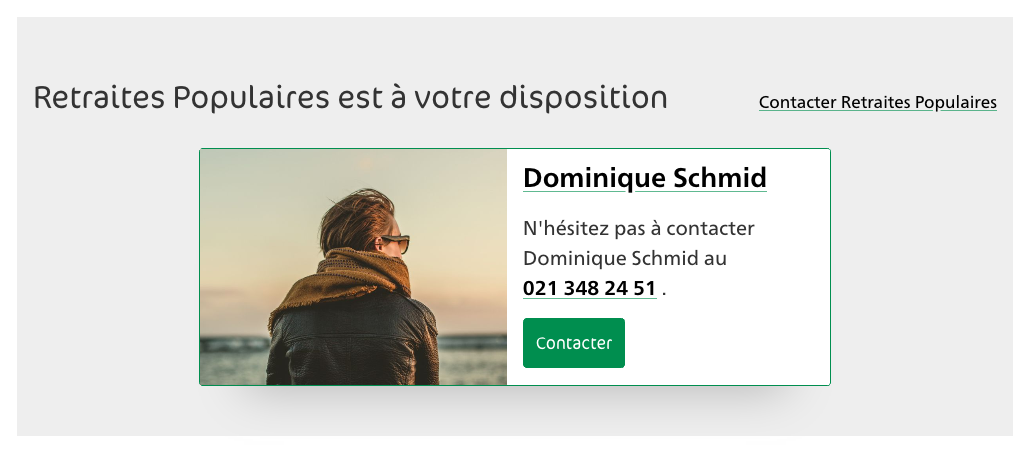 Retraites Populaires est à votre disposition
Contacter Retraites Populaires
Dominique Schmid
N'hésitez pas à contacter
Dominique Schmid au
021 348 24 51 .
Contacter